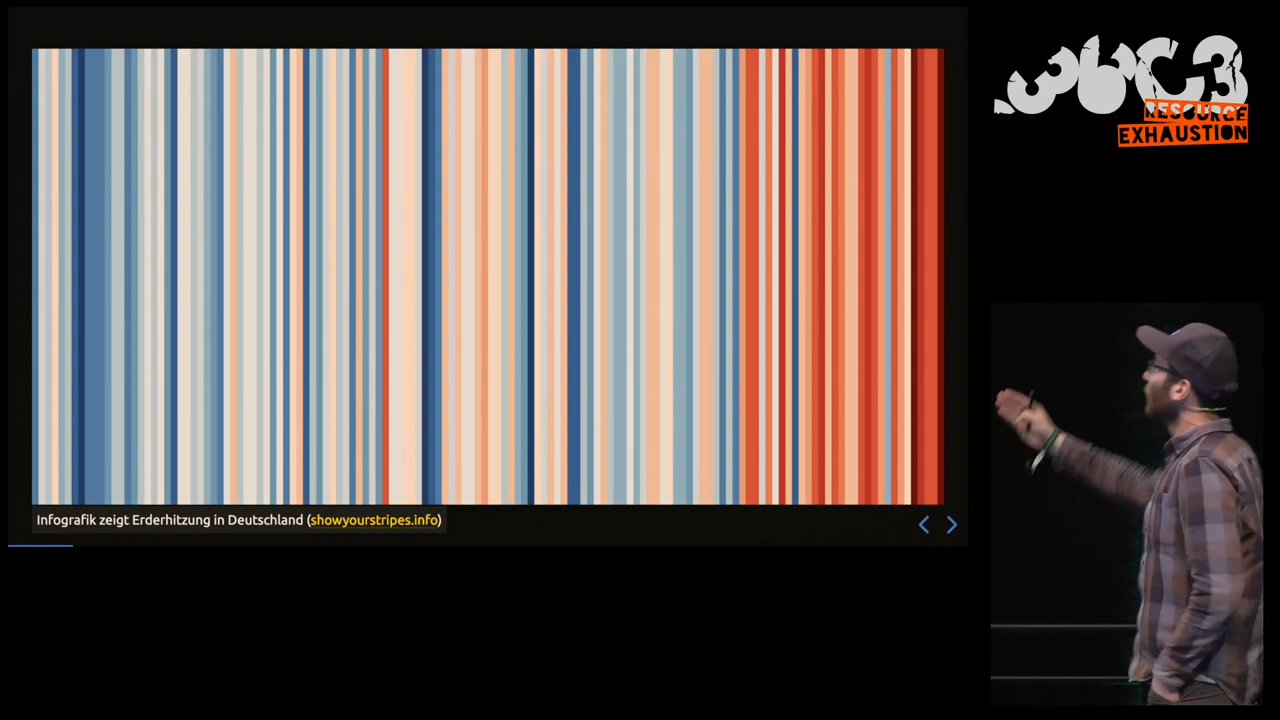 36C3
RESOURCE
EXHAUSTION
Infografik zeigt Erderhitzung in Deutschland (showyourstripes.info)